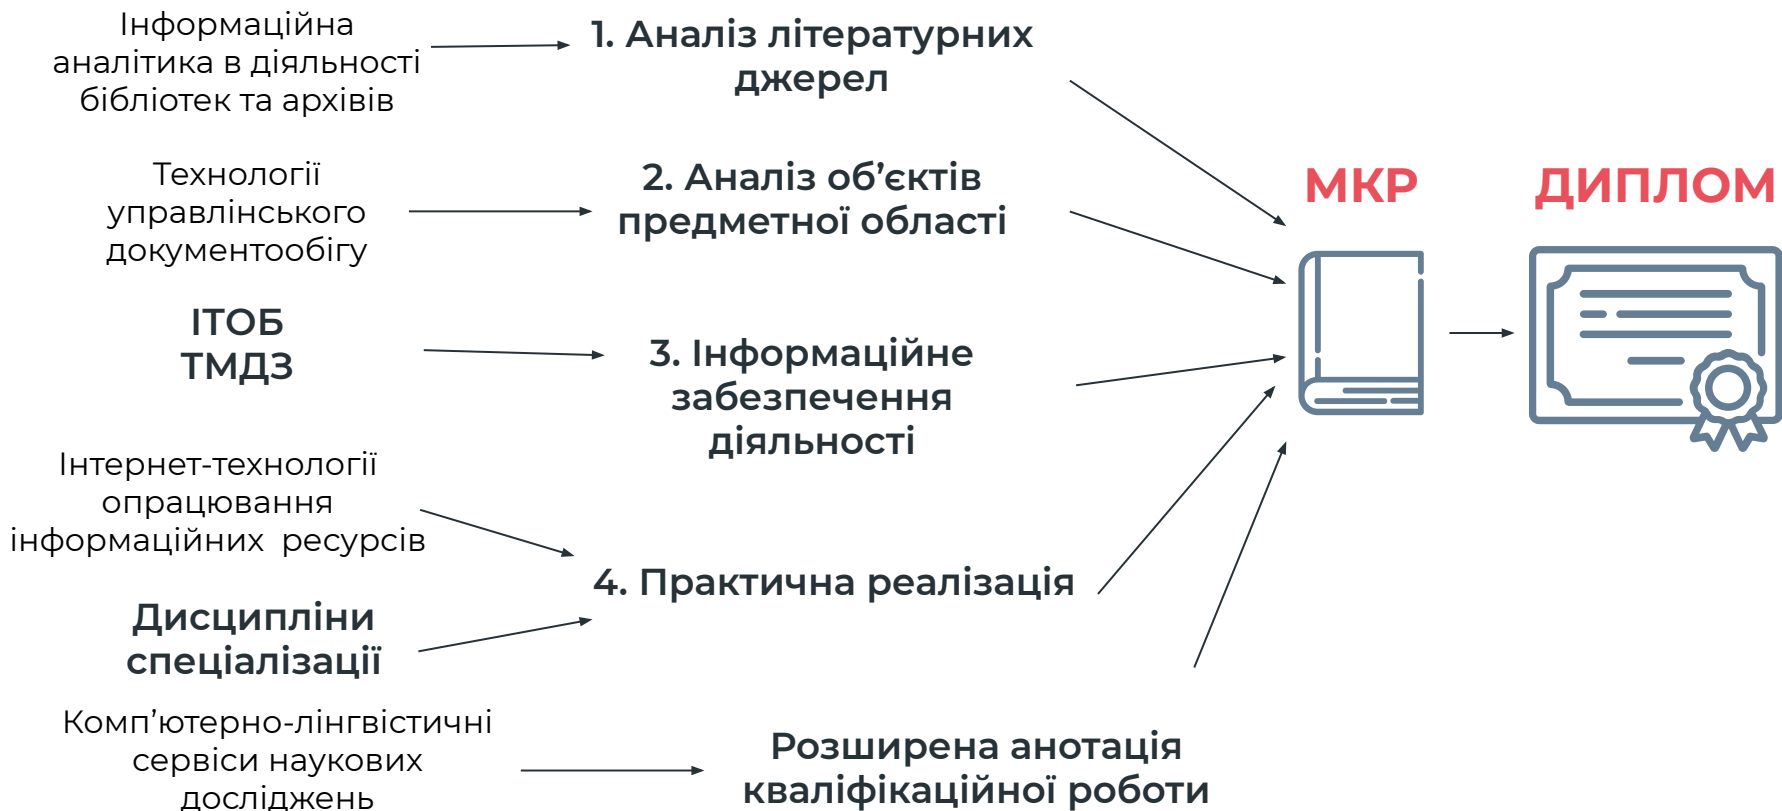 Інформаційна
аналітика в діяльності
бібліотек та архівів
1. Аналіз літературних
джерел
Технології
управлінського
документообігу
2. Аналіз об’єктів
предметної області
МКР
ДИПЛОМ
ІТОБ
ТМДЗ
3. Інформаційне
забезпечення
діяльності
Інтернет-технології
опрацювання
інформаційних ресурсів
4. Практична реалізація
Дисципліни
спеціалізації
Комп’ютерно-лінгвістичні
сервіси наукових
досліджень
Розширена анотація
кваліфікаційної роботи